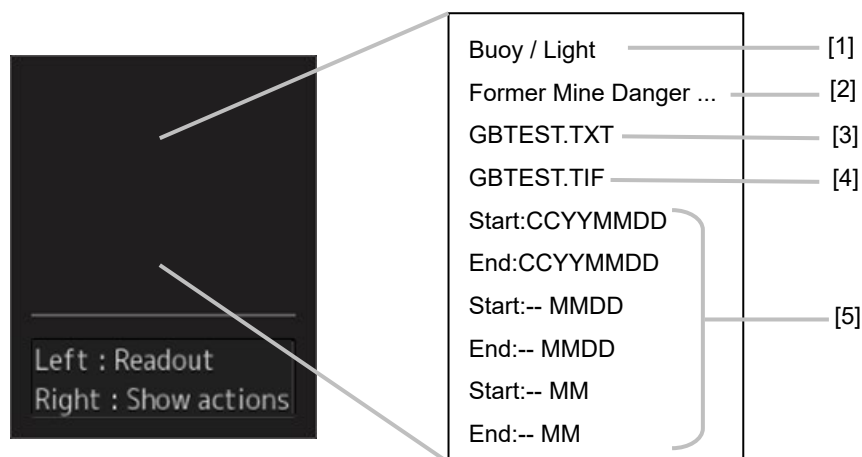 Buoy / Light [1]
Former Mine Danger ... [2]
GBTEST.TXT [3]
GBTEST.TIF [4]
Start:CCYYMMDD
End:CCYYMMDD
Start:-- MMDD [5]
End:-- MMDD
Start:-- MM
End:-- MM
Left : Readout
Right : Show actions